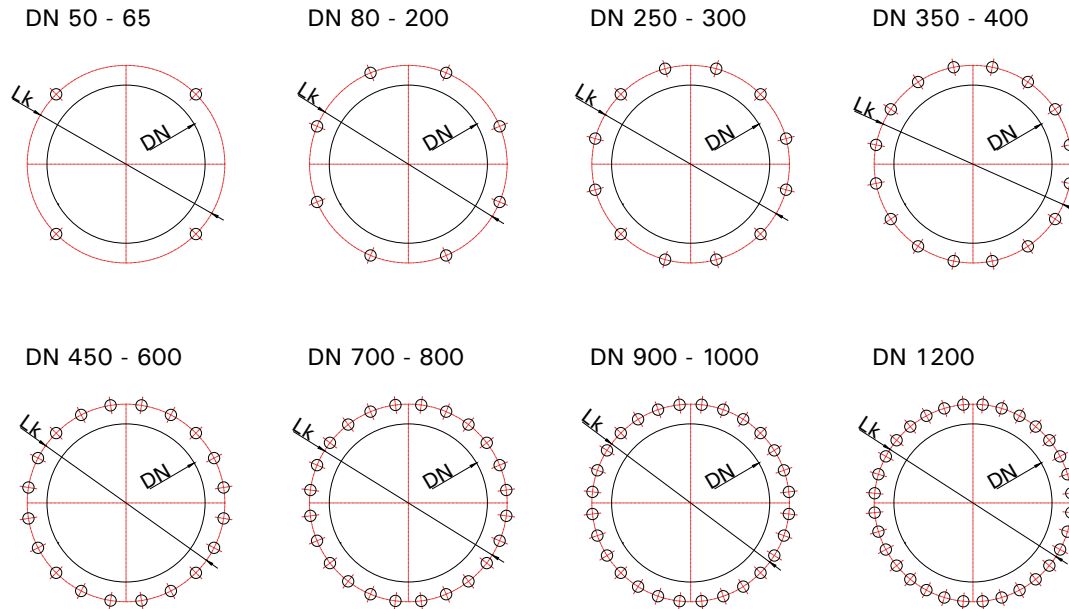 DN 50 - 65
DN 80 - 200
DN 250 - 300
DN 350 - 400
Lk
DN
Lk
DN
Lk
DN
Lk
DN
DN 450 - 600
DN 700 - 800
DN 900 - 1000
DN 1200
Lk
DN
Lk
DN
Lk
DN
Lk
DN